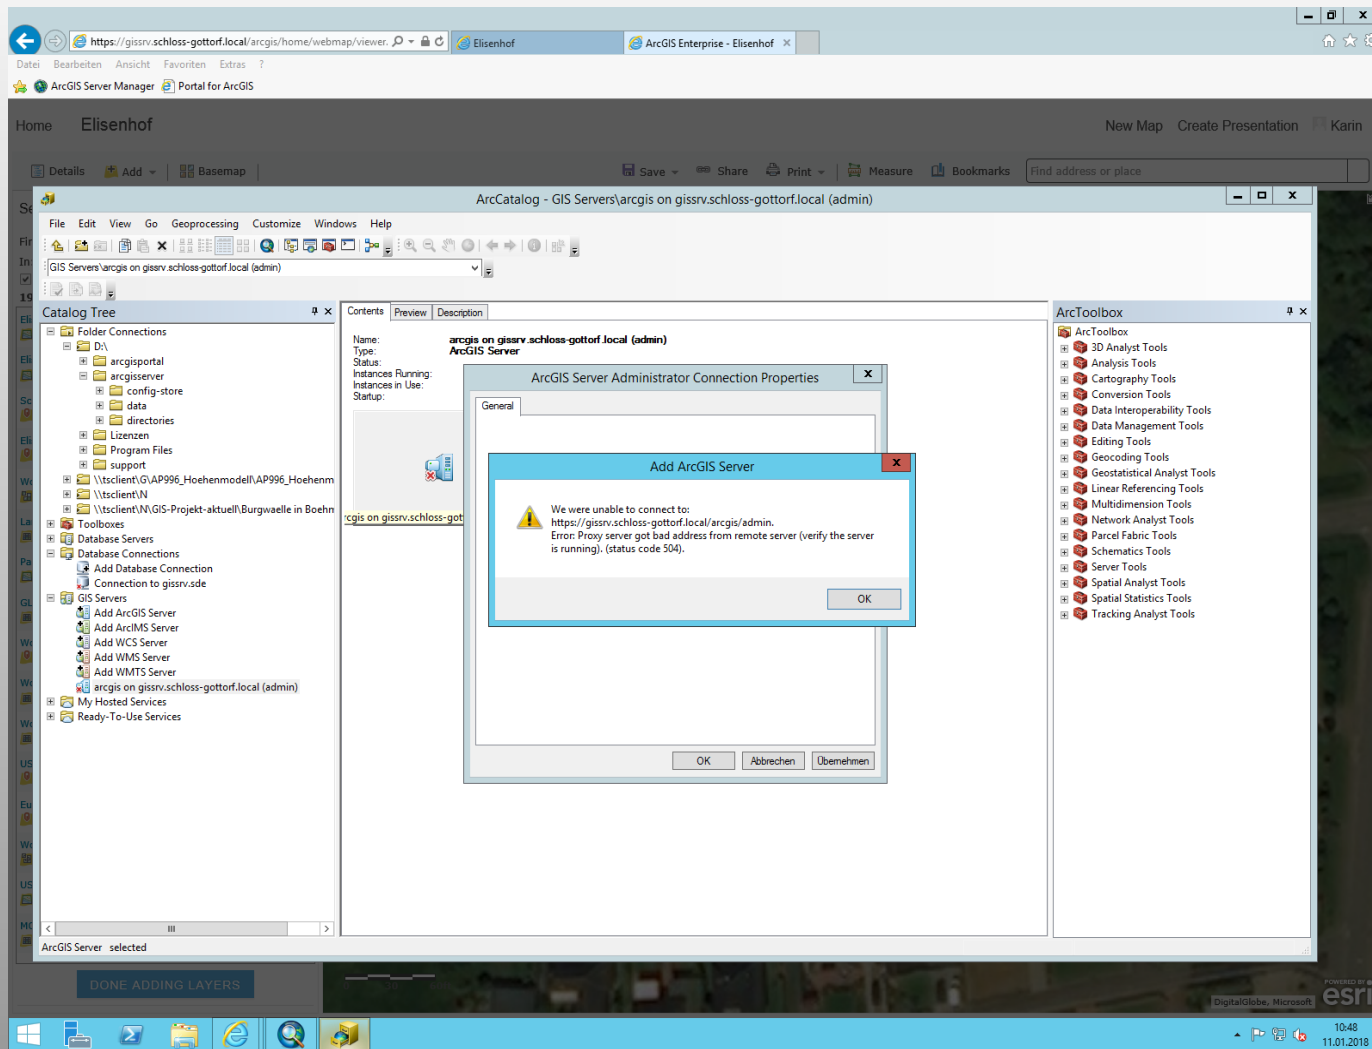 https://gissrv.schloss-gottorf.local/arcgis/home/webmap/viewer.
Elisenhof
ArcGIS Enterprise - Elisenhof
Datei Bearbeiten Ansicht Favoriten Extras ?
ArcGIS Server Manager Portal for ArcGIS
Home Elisenhof New Map Create Presentation Karin
Details Add Basemap Save Share Print Measure Bookmarks Find address or place
ArcCatalog - GIS Servers\arcgis on gissrv.schloss-gottorf.local (admin)
File Edit View Go Geoprocessing Customize Windows Help
GIS Servers\arcgis on gissrv.schloss-gottorf.local (admin)
Catalog Tree
Folder Connections
D:\
arcgisportal
arcgisserver
config-store
data
directories
Lizenzen
Program Files
support
\\tsclient\G\AP996_Hoehenmodell\AP996_Hoehenm
\\tsclient\N
\\tsclient\N\GIS-Projekt-aktuell\Burgwaelle in Boehn
Toolboxes
Database Servers
Database Connections
Add Database Connection
Connection to gissrv.sde
GIS Servers
Add ArcGIS Server
Add ArcIMS Server
Add WCS Server
Add WMS Server
Add WMTS Server
arcgis on gissrv.schloss-gottorf.local (admin)
My Hosted Services
Ready-To-Use Services
Contents Preview Description
Name: arcgis on gissrv.schloss-gottorf.local (admin)
Type: ArcGIS Server
Status:
Instances Running:
Instances in Use:
Startup:
rcgis on gissrv.schloss-got
ArcGIS Server Administrator Connection Properties
General
Add ArcGIS Server
We were unable to connect to:
https://gissrv.schloss-gottorf.local/arcgis/admin.
Error: Proxy server got bad address from remote server (verify the server
is running). (status code 504).
OK
OK Abbrechen Übernehmen
ArcToolbox
ArcToolbox
3D Analyst Tools
Analysis Tools
Cartography Tools
Conversion Tools
Data Interoperability Tools
Data Management Tools
Editing Tools
Geocoding Tools
Geostatistical Analyst Tools
Linear Referencing Tools
Multidimension Tools
Network Analyst Tools
Parcel Fabric Tools
Schematics Tools
Server Tools
Spatial Analyst Tools
Spatial Statistics Tools
Tracking Analyst Tools
ArcGIS Server selected
DONE ADDING LAYERS
DigitalGlobe, Microsoft
POWERED BY
esri
10:48
11.01.2018